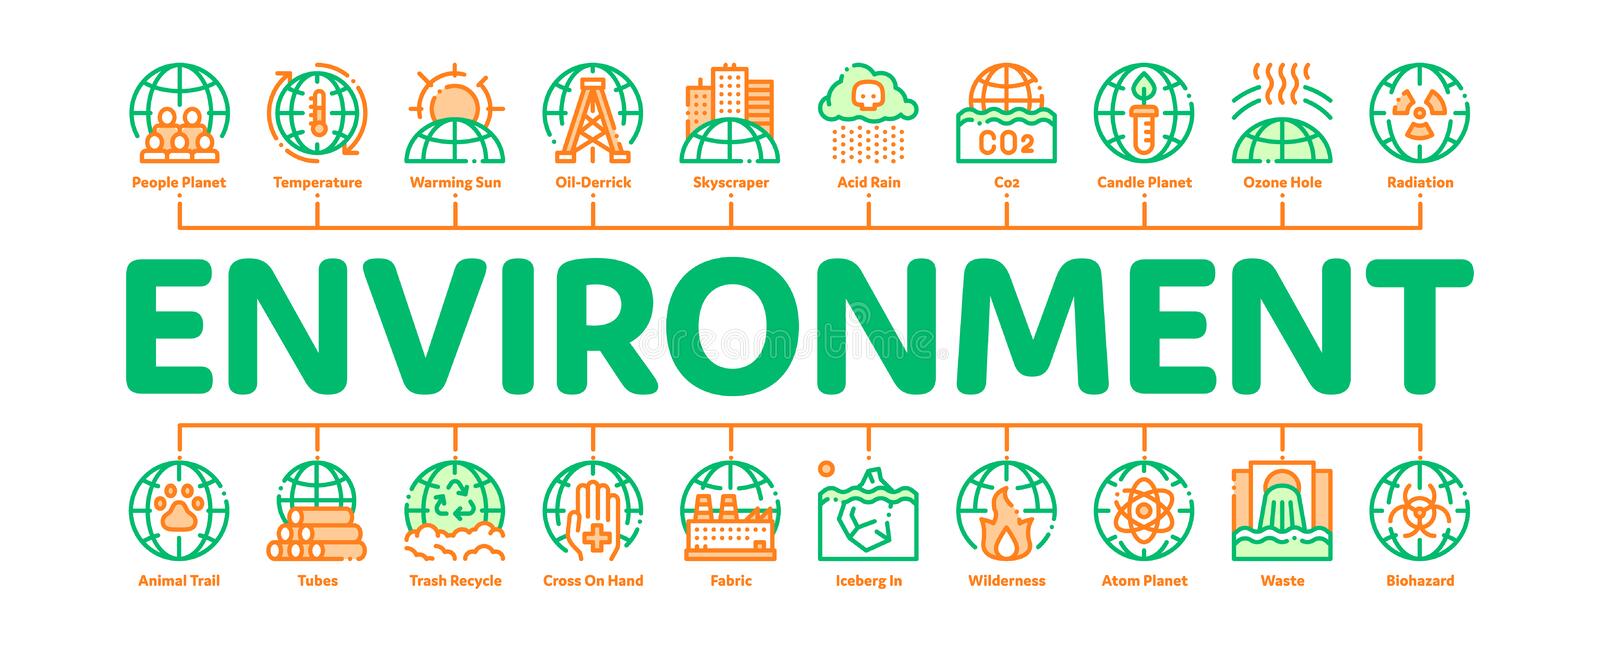 People Planet Temperature Warming Sun Oil-Derrick Skyscraper Acid Rain Co2 Candle Planet Ozone Hole Radiation
CO2
ENVIRONMENT
dreamstime
Animal Trail Tubes Trash Recycle Cross On Hand Fabric Iceberg In Wilderness Atom Planet Waste Biohazard